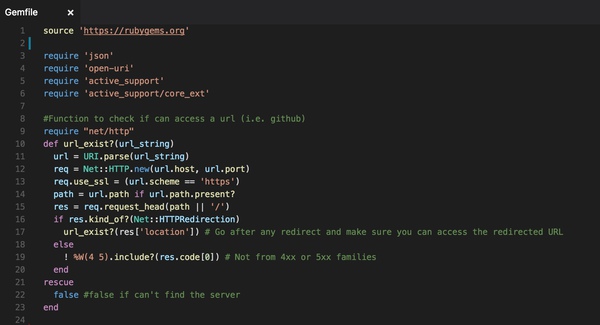 Gemfile ×
1 source 'https://rubygems.org'
2
3 require 'json'
4 require 'open-uri'
5 require 'active_support'
6 require 'active_support/core_ext'
7
8 #Function to check if can access a url (i.e. github)
9 require "net/http"
10 def url_exist?(url_string)
11   url = URI.parse(url_string)
12   req = Net::HTTP.new(url.host, url.port)
13   req.use_ssl = (url.scheme == 'https')
14   path = url.path if url.path.present?
15   res = req.request_head(path || '/')
16   if res.kind_of?(Net::HTTPRedirection)
17     url_exist?(res['location']) # Go after any redirect and make sure you can access the redirected URL
18   else
19     ! %W(4 5).include?(res.code[0]) # Not from 4xx or 5xx families
20   end
21 rescue
22   false #false if can't find the server
23 end
24